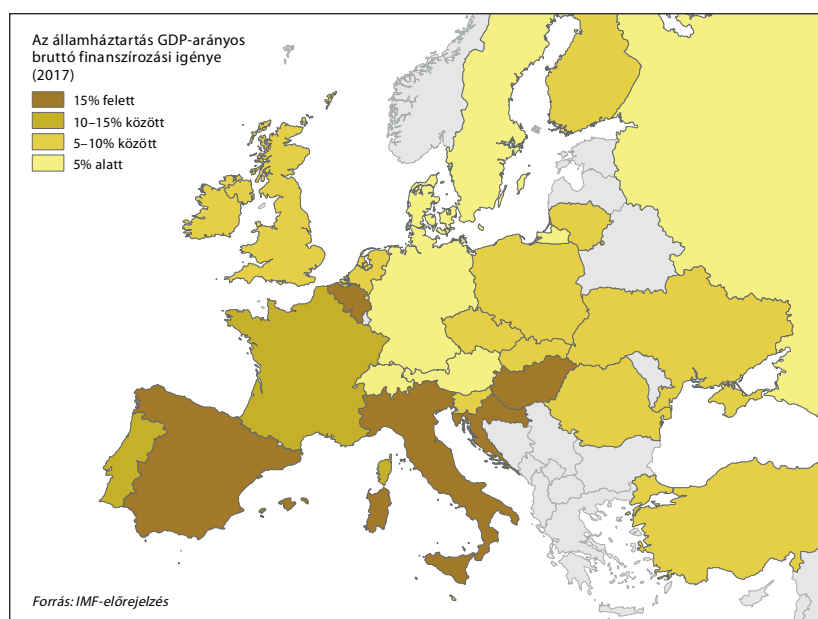 Az államháztartás GDP-arányos
bruttó finanszírozási igénye
(2017)
15% felett
10–15% között
5–10% között
5% alatt
Forrás: IMF-előrejelzés